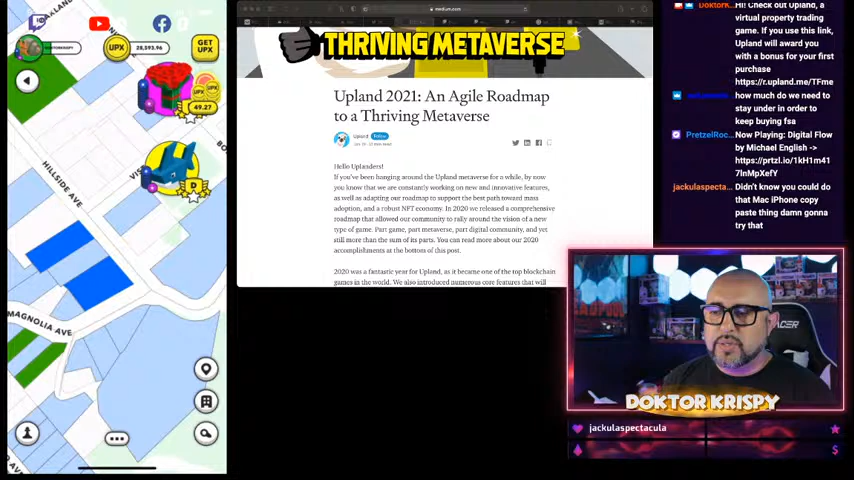 UPX
28,593.96
GET
UPX
UPX
49.27
HILLSIDE AVE
MAGNOLIA AVE
medium.com
THRIVING METAVERSE
Upland 2021: An Agile Roadmap
to a Thriving Metaverse
Upland
Follow
Hello Uplanders!
If you've been hanging around the Upland metaverse for a while, by now
you know that we are constantly working on new and innovative features,
as well as adapting our roadmap to support the best path toward mass
adoption, and a robust NFT economy. In 2020 we released a comprehensive
roadmap that allowed our community to rally around the vision of a new
type of game. Part game, part metaverse, part digital community, and yet
still more than the sum of its parts. You can read more about our 2020
accomplishments at the bottom of this post.
2020 was a fantastic year for Upland, as it became one of the top blockchain
games in the world. We also introduced numerous core features that will
Hi! Check out Upland, a
virtual property trading
game. If you use this link,
Upland will award you
with a bonus for your first
purchase
https://r.upland.me/TFme
how much do we need to
stay under in order to
keep buying fsa
PretzelRoc... Now Playing: Digital Flow
by Michael English ->
https://prtzl.io/1kH1m41
7lnMpXefY
jackulaspecta... Didn't know you could do
that Mac iPhone copy
paste thing damn gonna
try that
DOKTOR KRISPY
jackulaspectacula